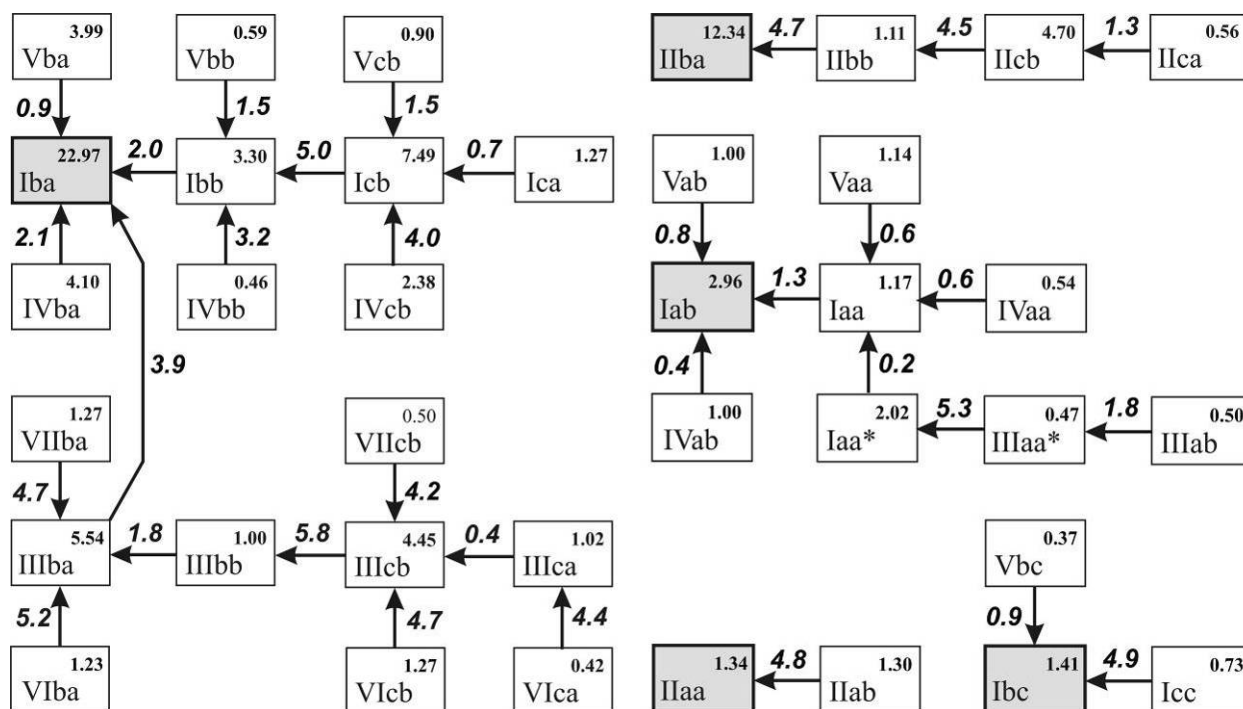 3.99
Vba
0.59
Vbb
0.90
Vcb
12.34
IIba
4.7
1.11
IIbb
4.5
4.70
IIcb
1.3
0.56
IIca
0.9
1.5
1.5
22.97
Iba
2.0
3.30
Ibb
5.0
7.49
Icb
0.7
1.27
Ica
1.00
Vab
1.14
Vaa
2.1
3.2
4.0
0.8
0.6
4.10
IVba
0.46
IVbb
2.38
IVcb
2.96
Iab
1.3
1.17
Iaa
0.6
0.54
IVaa
3.9
0.4
0.2
1.27
VIIba
0.50
VIIcb
1.00
IVab
2.02
Iaa*
5.3
0.47
IIIaa*
1.8
0.50
IIIab
4.7
4.2
5.54
IIIba
1.8
1.00
IIIbb
5.8
4.45
IIIcb
0.4
1.02
IIIca
0.37
Vbc
5.2
4.7
4.4
0.9
1.23
VIba
1.27
VIcb
0.42
VIca
1.34
IIaa
4.8
1.30
IIab
1.41
Ibc
4.9
0.73
Icc